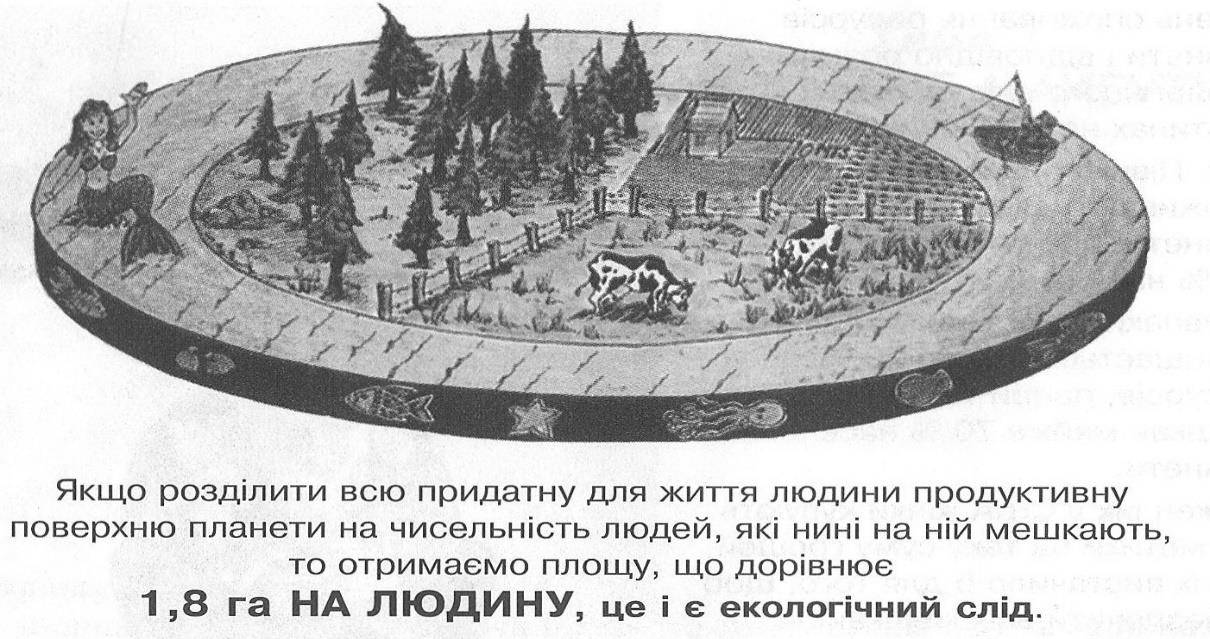 Якщо розділити всю придатну для життя людини продуктивну
поверхню планети на чисельність людей, які нині на ній мешкають,
то отримаємо площу, що дорівнює
1,8 га НА ЛЮДИНУ, це і є екологічний слід.